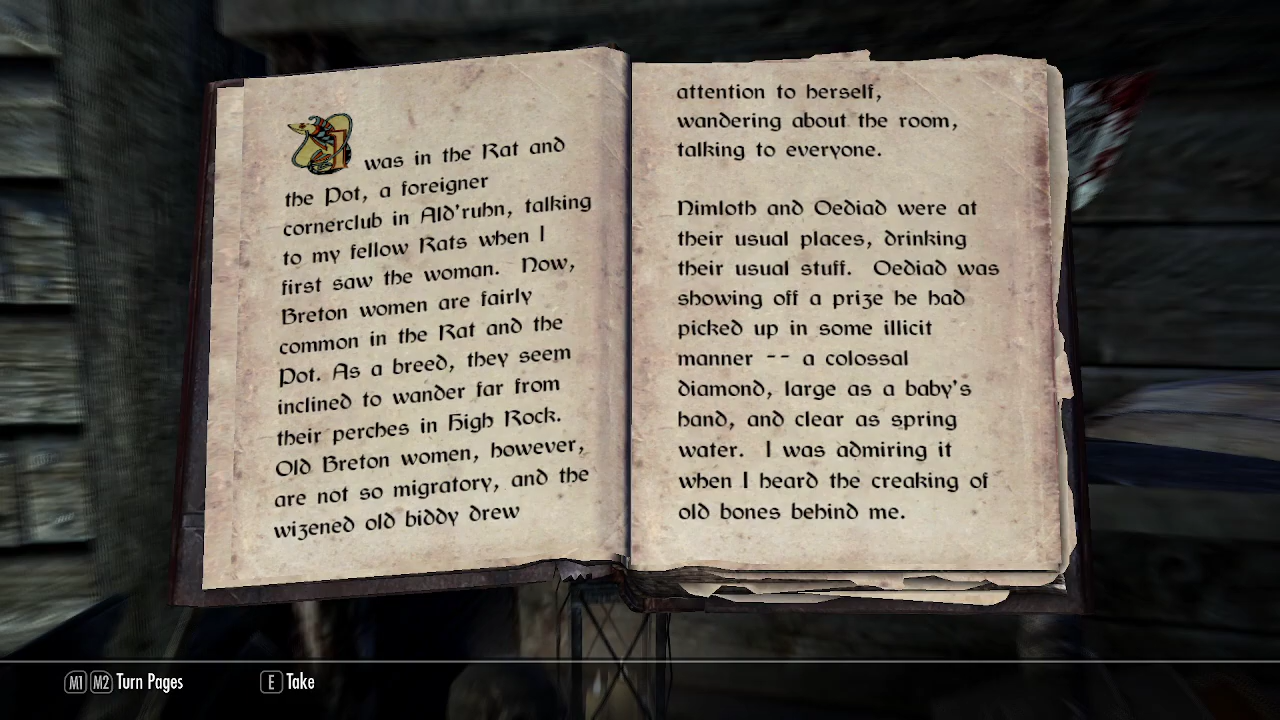 I was in the Rat and
the Pot, a foreigner
cornerclub in Ald'ruhn, talking
to my fellow Rats when I
first saw the woman. Now,
Breton women are fairly
common in the Rat and the
Pot. As a breed, they seem
inclined to wander far from
their perches in High Rock.
Old Breton women, however,
are not so migratory, and the
wizened old biddy drew
attention to herself,
wandering about the room,
talking to everyone.
Nimloth and Oediad were at
their usual places, drinking
their usual stuff. Oediad was
showing off a prize he had
picked up in some illicit
manner -- a colossal
diamond, large as a baby's
hand, and clear as spring
water. I was admiring it
when I heard the creaking of
old bones behind me.
M1 M2 Turn Pages
E Take